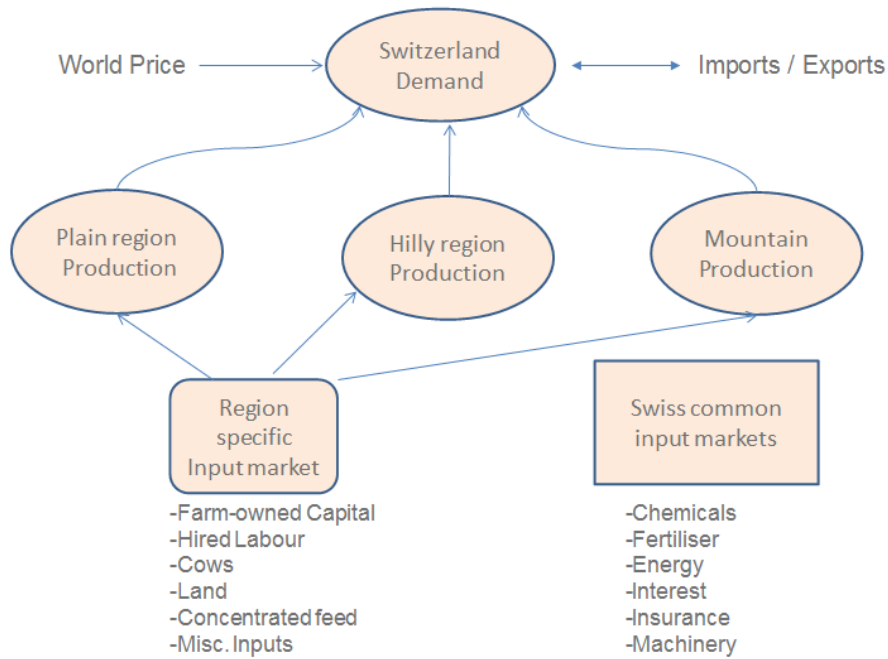 World Price
Switzerland
Demand
Imports / Exports
Plain region
Production
Hilly region
Production
Mountain
Production
Region
specific
Input market
Swiss common
input markets
-Farm-owned Capital
-Hired Labour
-Cows
-Land
-Concentrated feed
-Misc. Inputs
-Chemicals
-Fertiliser
-Energy
-Interest
-Insurance
-Machinery